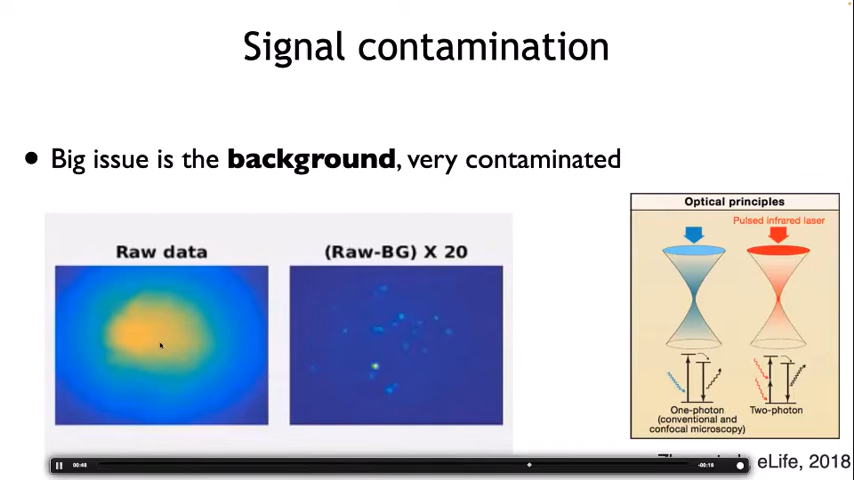 Signal contamination
• Big issue is the background, very contaminated
Raw data
(Raw-BG) X 20
Optical principles
Pulsed infrared laser
One-photon
(conventional and
confocal microscopy)
Two-photon
eLife, 2018
00:48
-00:18